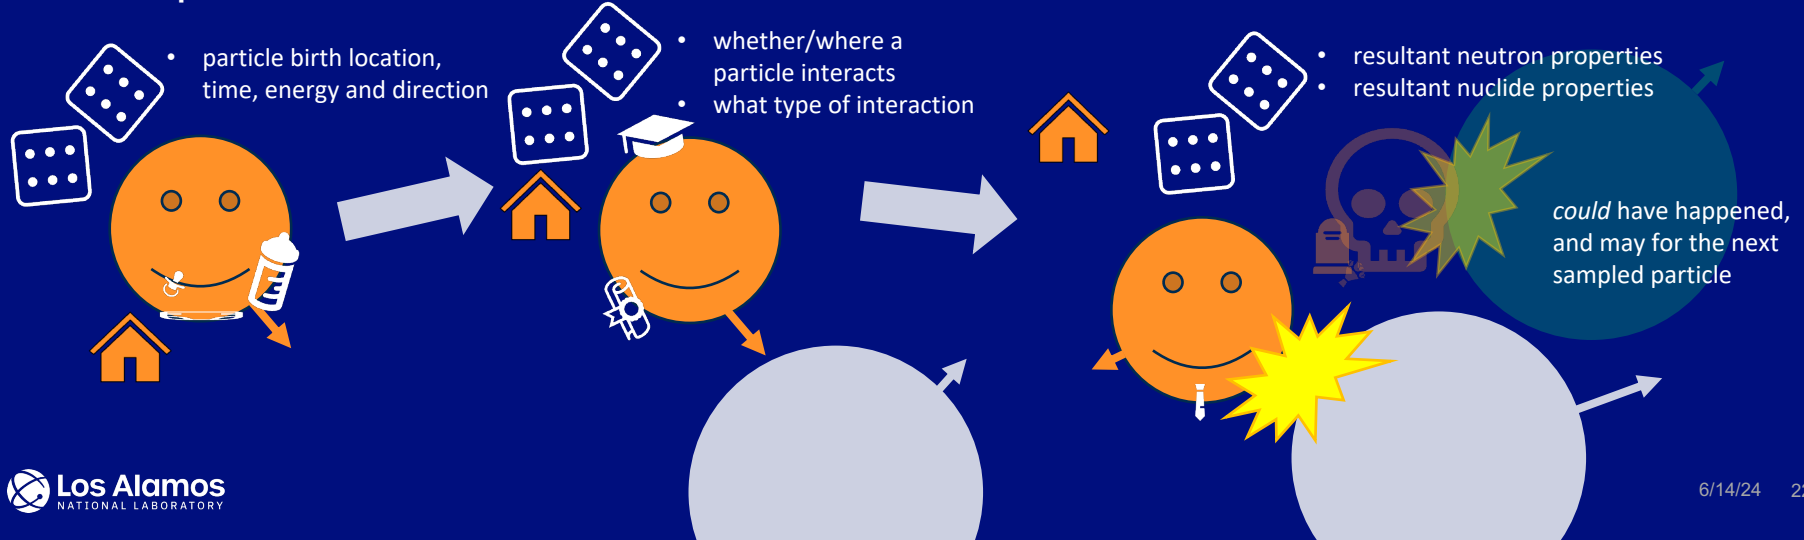 • particle birth location,
time, energy and direction
• whether/where a
particle interacts
• what type of interaction
• resultant neutron properties
• resultant nuclide properties
could have happened,
and may for the next
sampled particle
Los Alamos
NATIONAL LABORATORY
6/14/24